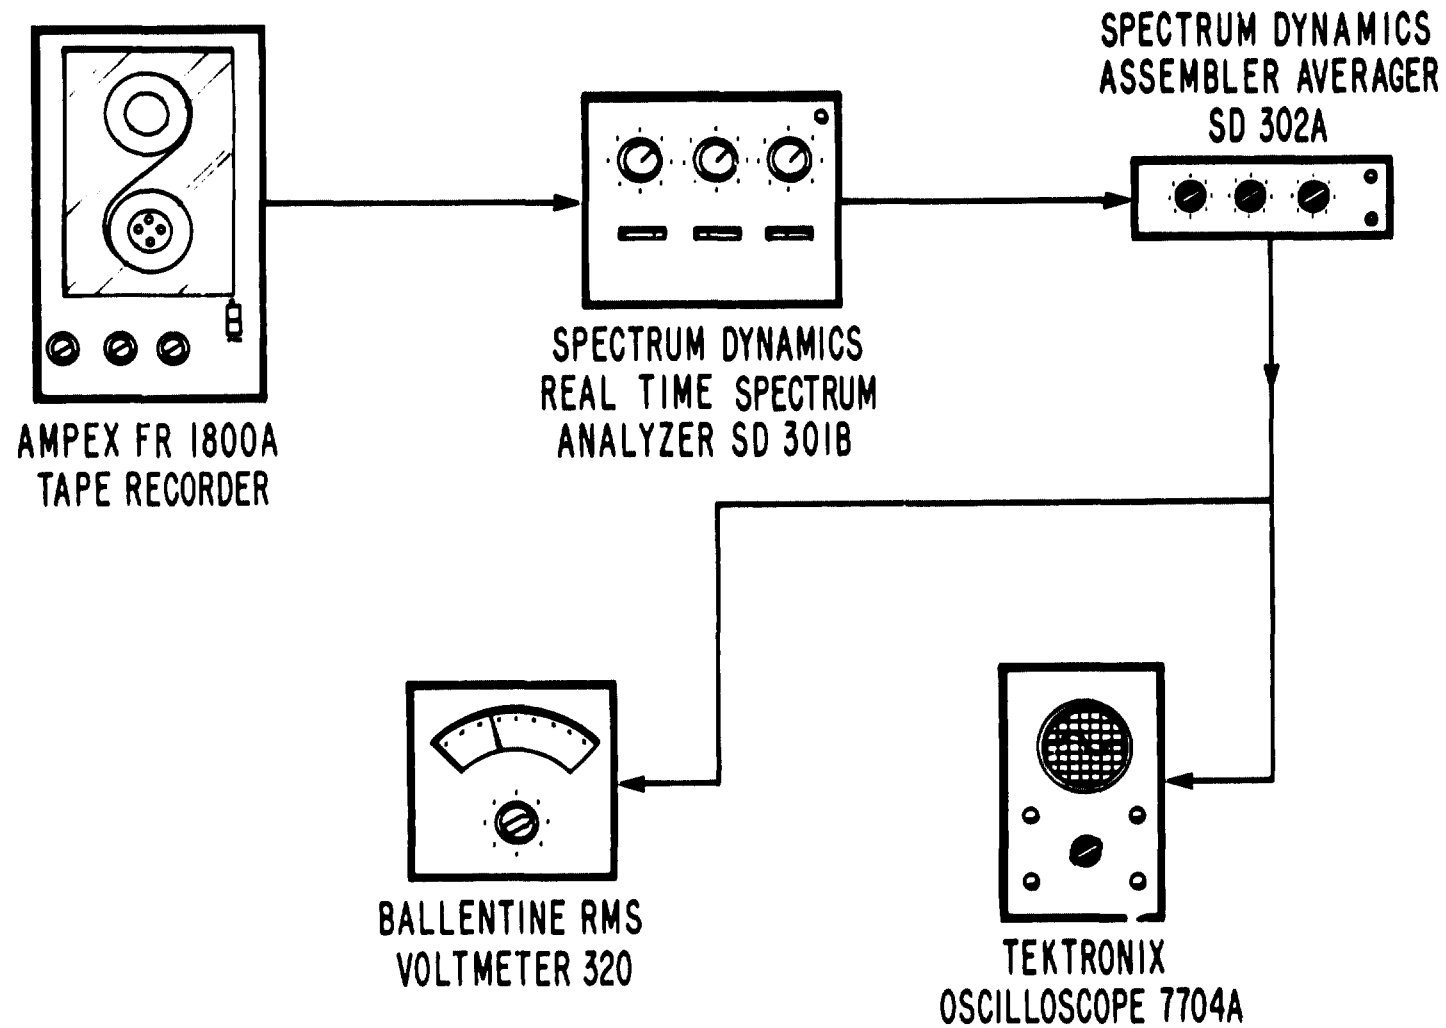 SPECTRUM DYNAMICS
ASSEMBLER AVERAGER
SD 302A
SPECTRUM DYNAMICS
REAL TIME SPECTRUM
ANALYZER SD 301B
AMPEX FR 1800A
TAPE RECORDER
BALLENTINE RMS
VOLTMETER 320
TEKTRONIX
OSCILLOSCOPE 7704A